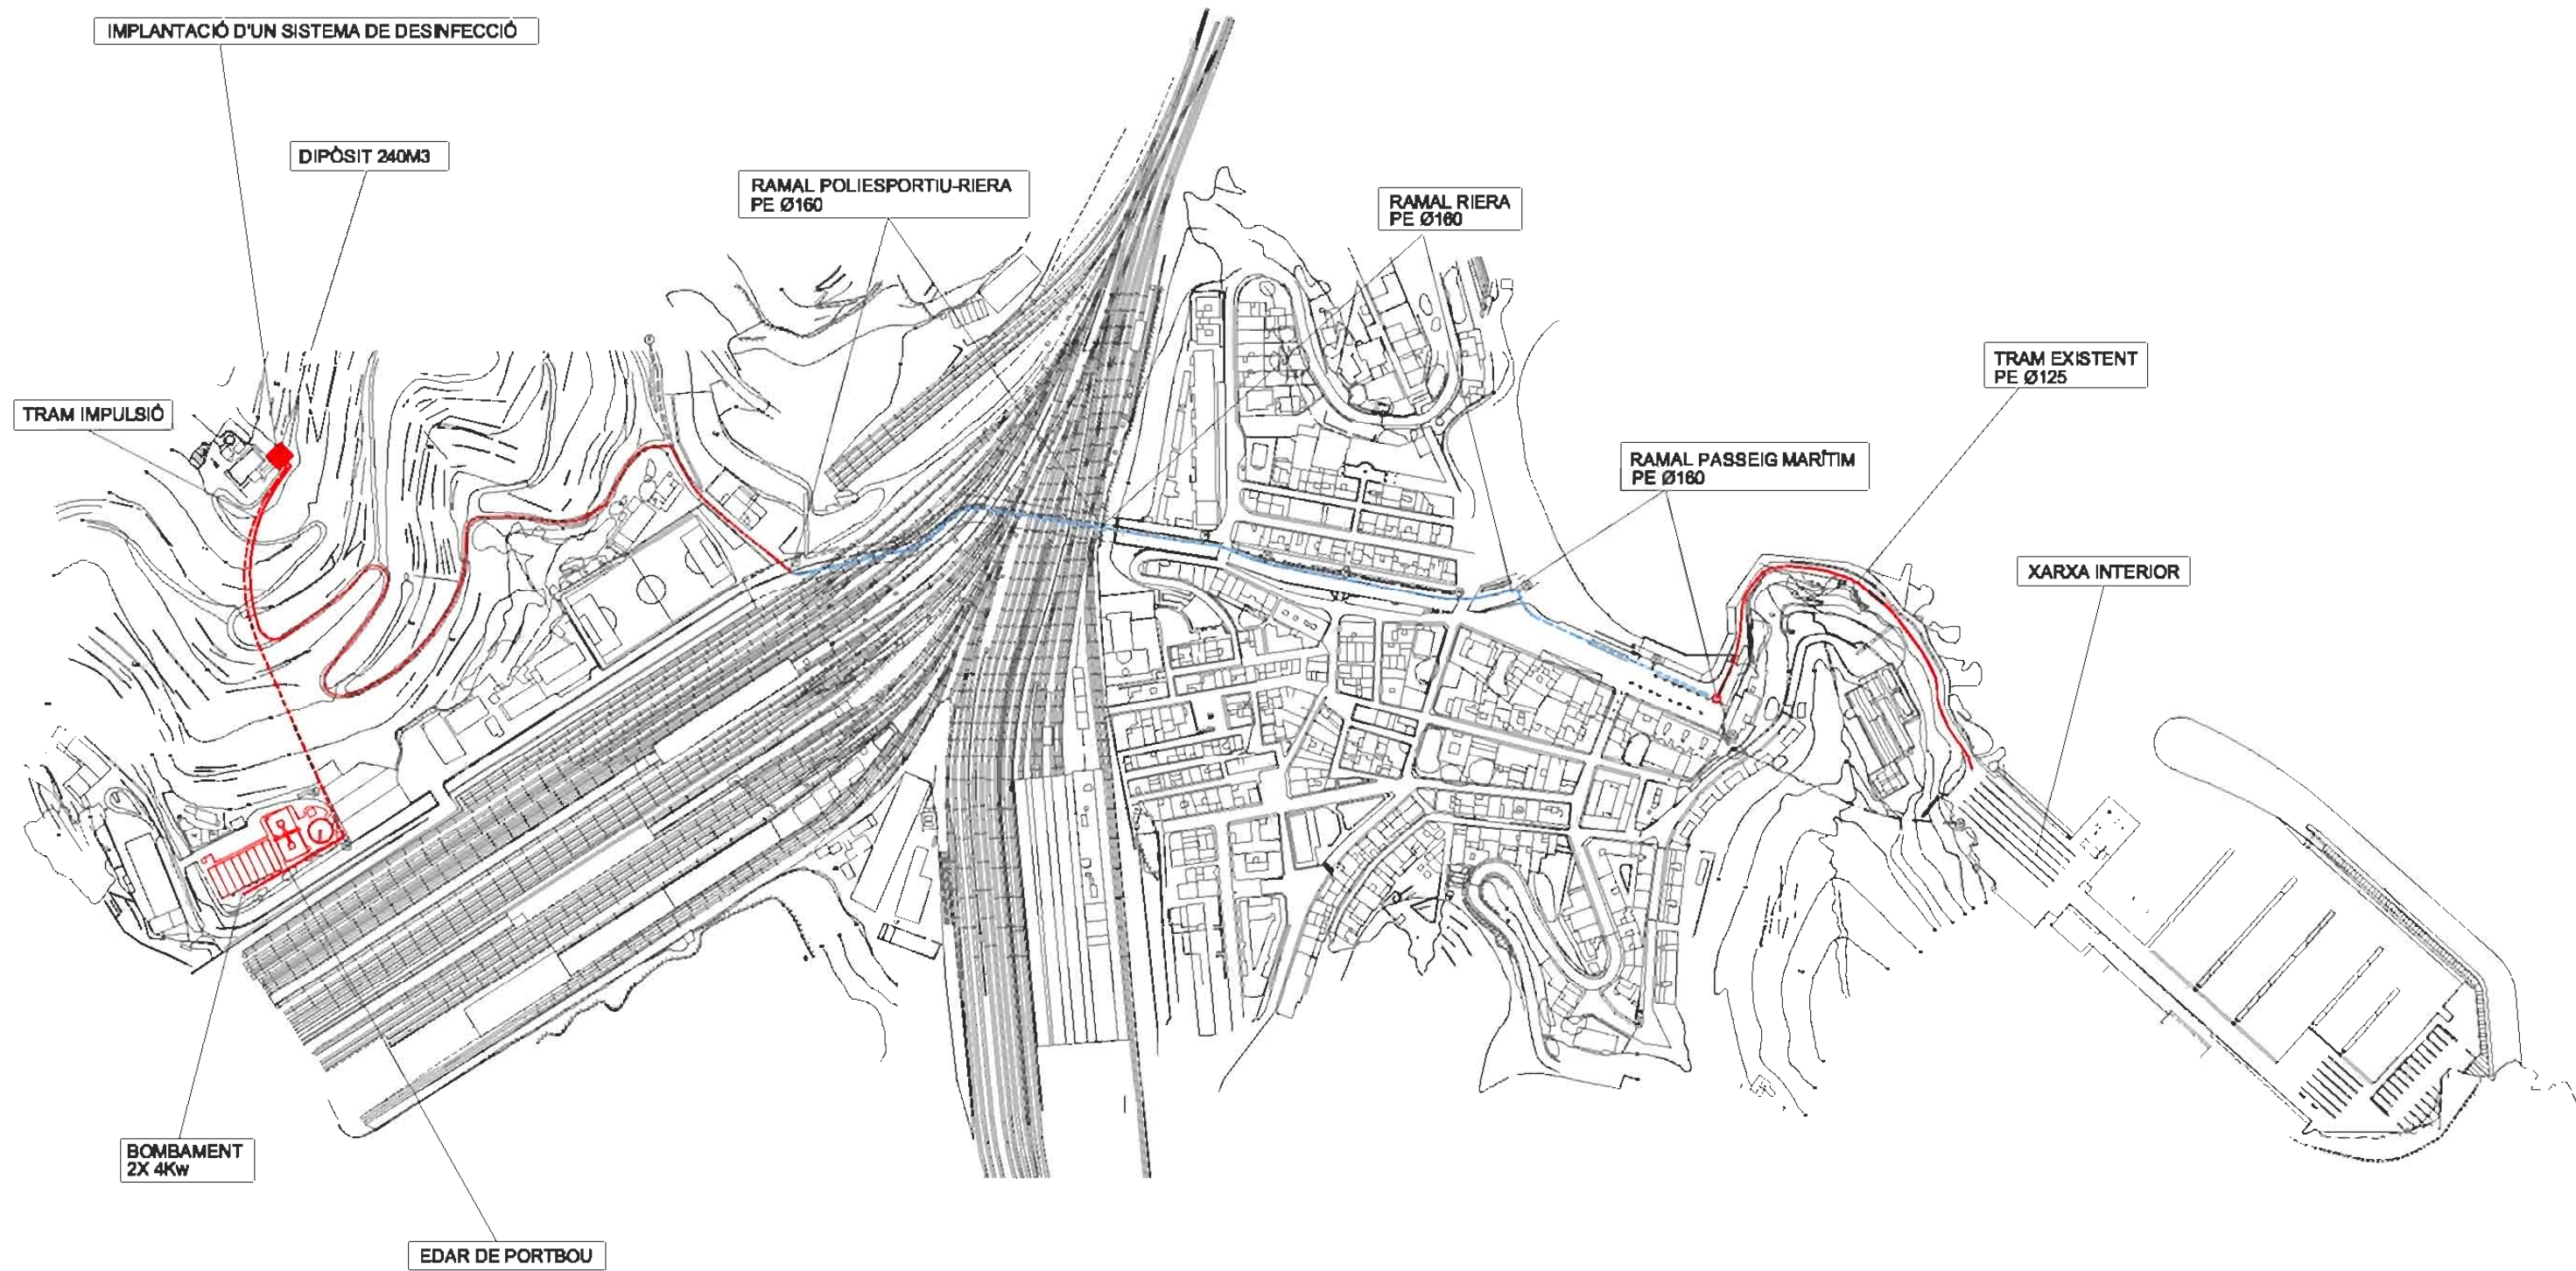 IMPLANTACIÓ D'UN SISTEMA DE DESINFECCIÓ
DIPÒSIT 240M3
RAMAL POLIESPORTIU-RIERA
PE Ø160
RAMAL RIERA
PE Ø160
TRAM EXISTENT
PE Ø125
TRAM IMPULSIÓ
RAMAL PASSEIG MARÍTIM
PE Ø160
XARXA INTERIOR
BOMBAMENT
2X 4Kw
EDAR DE PORTBOU